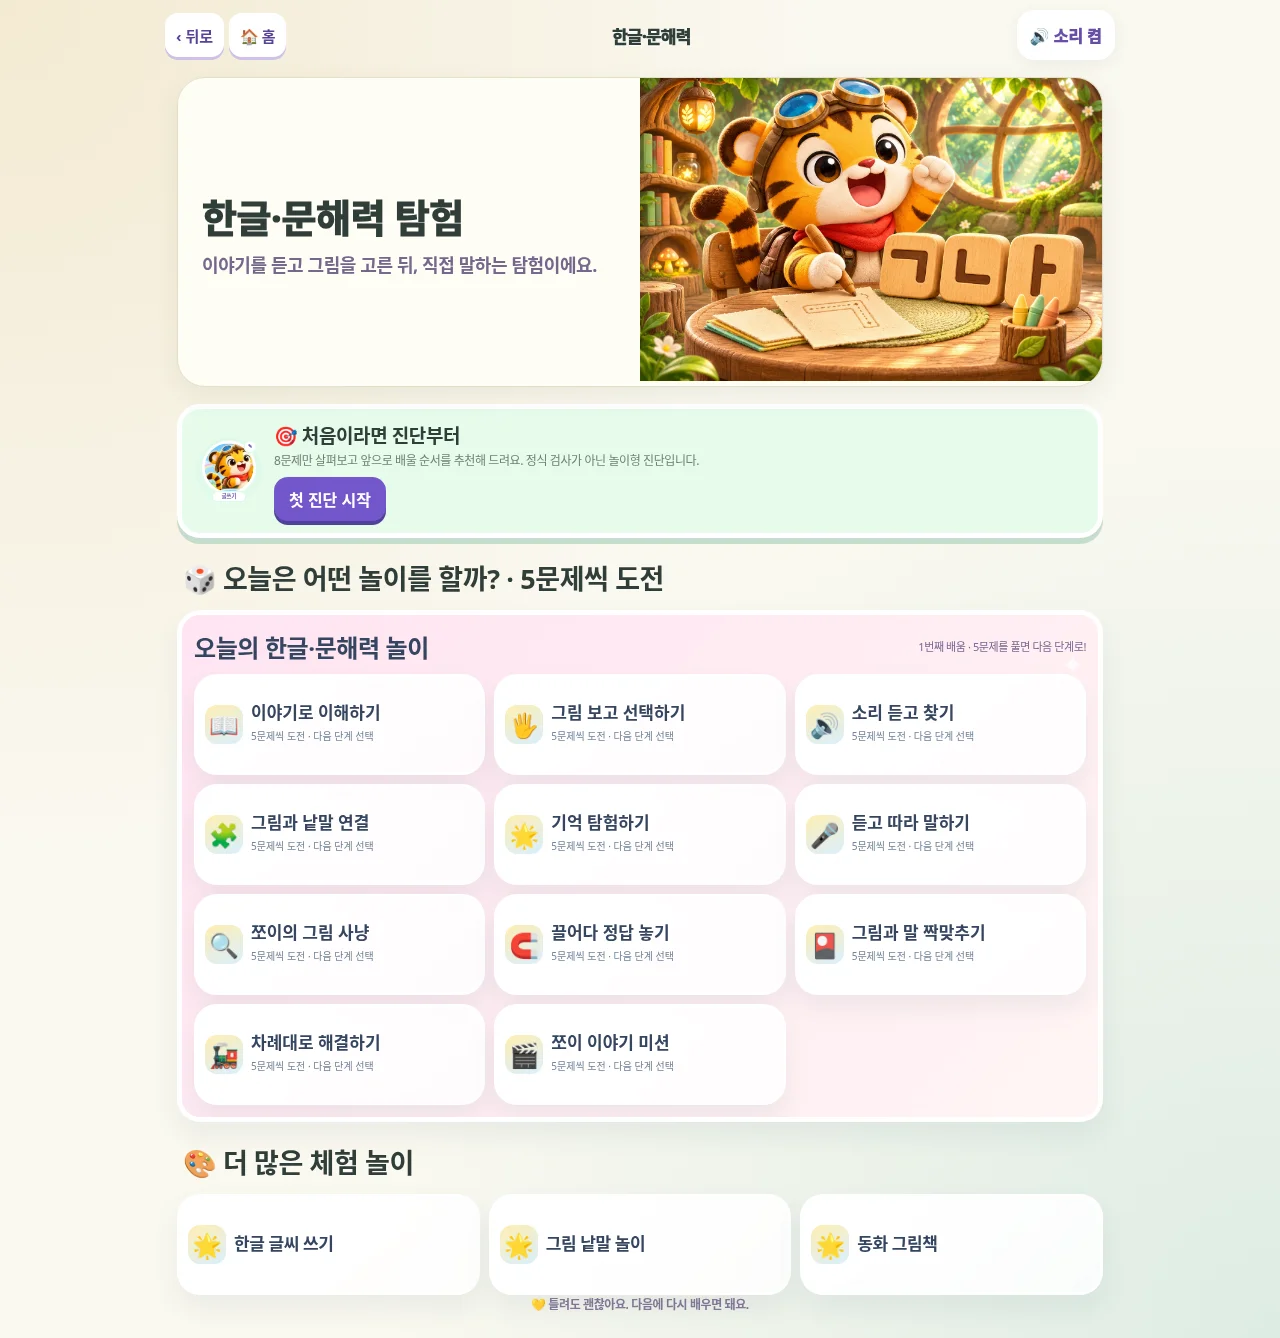 ‹ 뒤로
🏠 홈
한글·문해력
🔊 소리 켬
한글·문해력 탐험
이야기를 듣고 그림을 고른 뒤, 직접 말하는 탐험이에요.
ㄱ ㄴ ㅏ
🎯 처음이라면 진단부터
8문제만 살펴보고 앞으로 배울 순서를 추천해 드려요. 정식 검사가 아닌 놀이형 진단입니다.
글쓰기
첫 진단 시작
🎲 오늘은 어떤 놀이를 할까? · 5문제씩 도전
오늘의 한글·문해력 놀이
1번째 배움 · 5문제를 풀면 다음 단계로!
이야기로 이해하기
5문제씩 도전 · 다음 단계 선택
그림 보고 선택하기
5문제씩 도전 · 다음 단계 선택
소리 듣고 찾기
5문제씩 도전 · 다음 단계 선택
그림과 낱말 연결
5문제씩 도전 · 다음 단계 선택
기억 탐험하기
5문제씩 도전 · 다음 단계 선택
듣고 따라 말하기
5문제씩 도전 · 다음 단계 선택
쪼이의 그림 사냥
5문제씩 도전 · 다음 단계 선택
끌어다 정답 놓기
5문제씩 도전 · 다음 단계 선택
그림과 말 짝맞추기
5문제씩 도전 · 다음 단계 선택
차례대로 해결하기
5문제씩 도전 · 다음 단계 선택
쪼이 이야기 미션
5문제씩 도전 · 다음 단계 선택
🎨 더 많은 체험 놀이
한글 글씨 쓰기
그림 낱말 놀이
동화 그림책
💛 틀려도 괜찮아요. 다음에 다시 배우면 돼요.